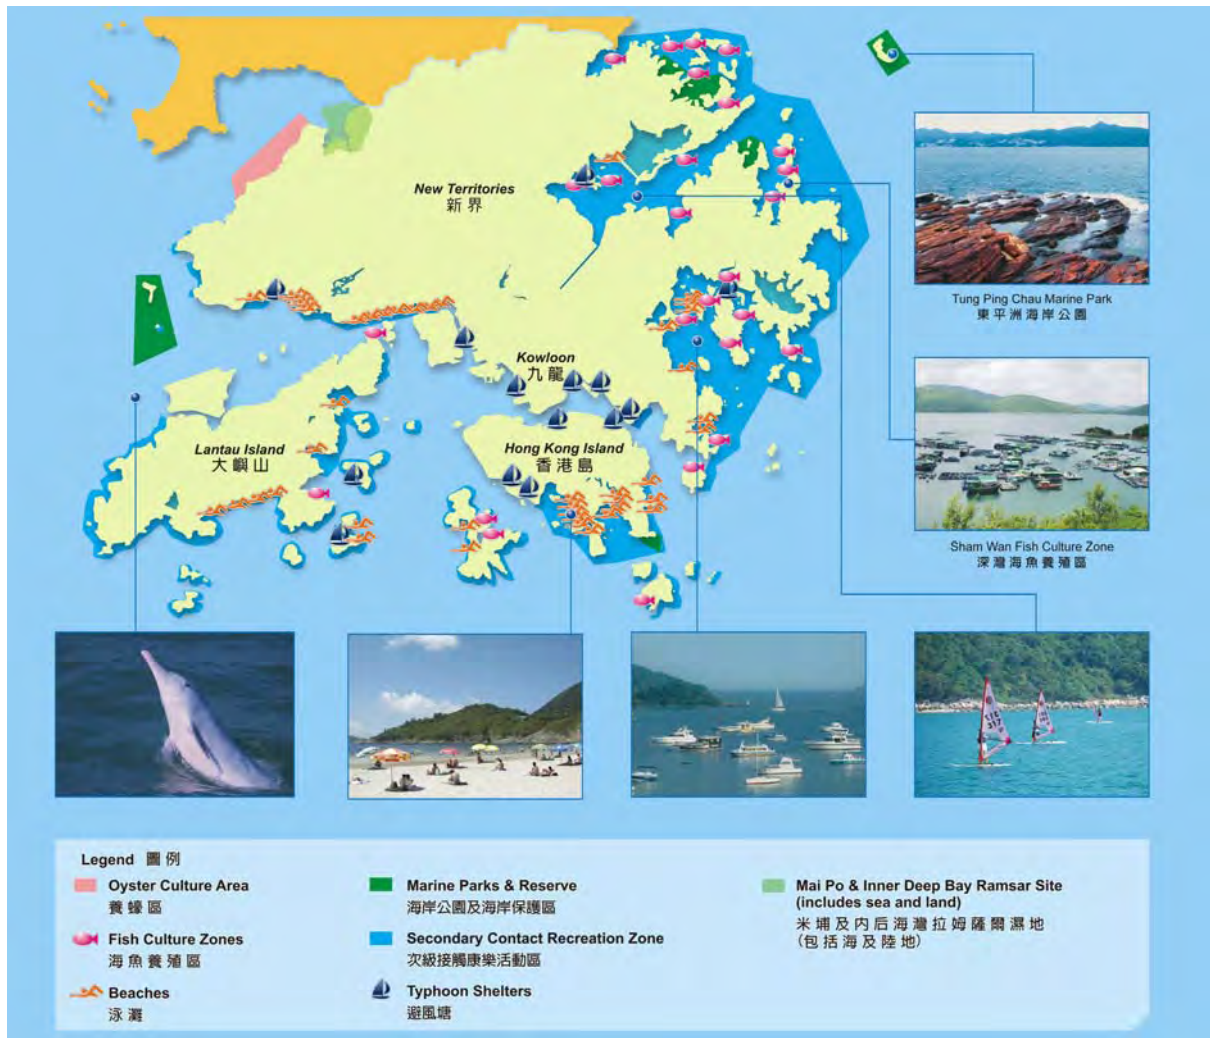 New Territories
新界
Kowloon
九龍
Lantau Island
大嶼山
Hong Kong Island
香港島
Tung Ping Chau Marine Park
東平洲海岸公園
Sham Wan Fish Culture Zone
深灣海魚養殖區
Legend 圖例
Oyster Culture Area
養蠔區
Fish Culture Zones
海魚養殖區
Beaches
泳灘
Marine Parks & Reserve
海岸公園及海岸保護區
Secondary Contact Recreation Zone
次級接觸康樂活動區
Typhoon Shelters
避風塘
Mai Po & Inner Deep Bay Ramsar Site
(includes sea and land)
米埔及内后海灣拉姆薩爾濕地
(包括海及陸地)